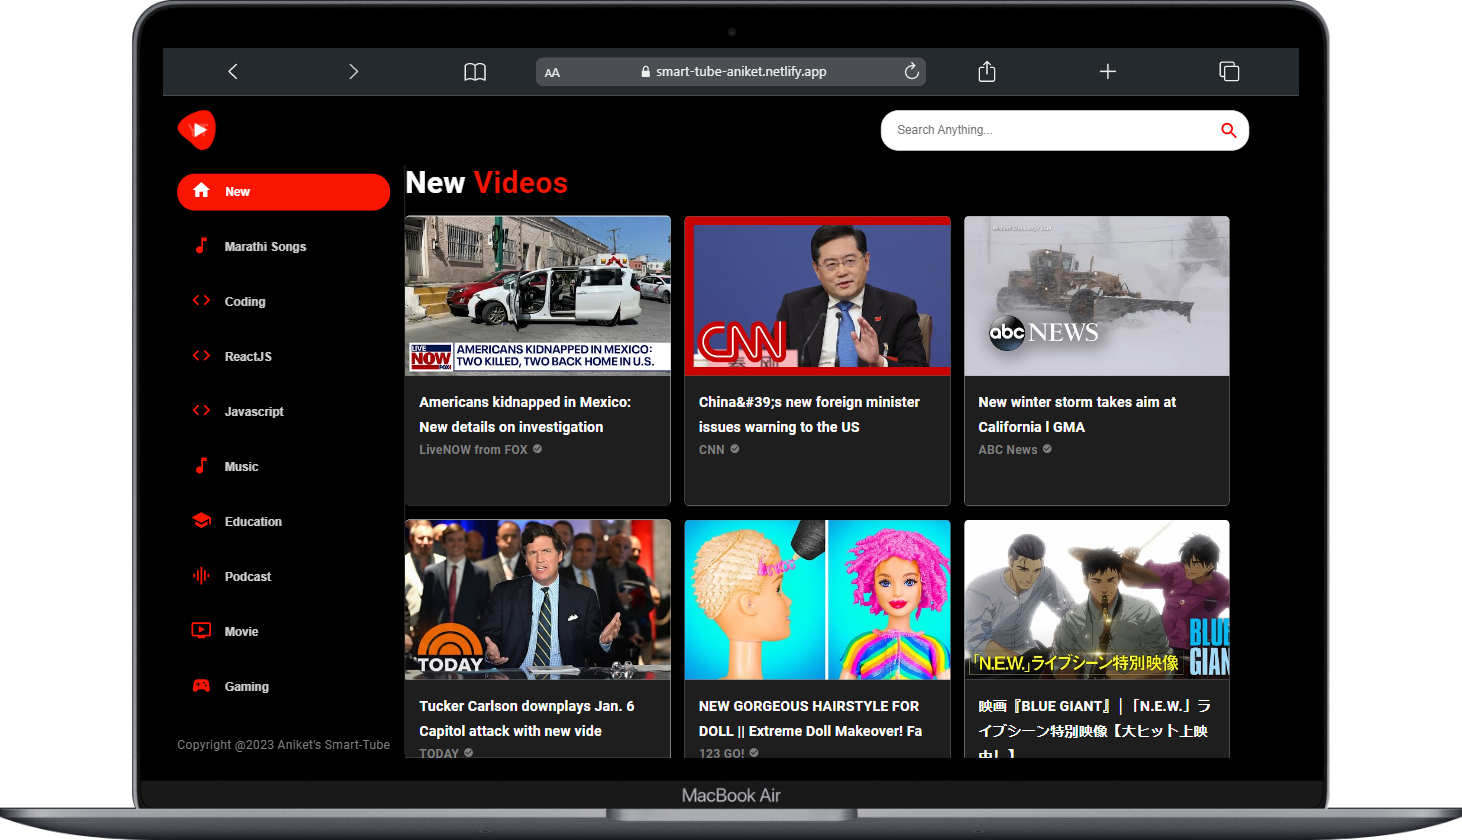 AA
smart-tube-aniket.netlify.app
Search Anything...
New
Marathi Songs
Coding
ReactJS
Javascript
Music
Education
Podcast
Movie
Gaming
Copyright @2023 Aniket's Smart-Tube
New Videos
LIVE
NOW
FOX
AMERICANS KIDNAPPED IN MEXICO:
TWO KILLED, TWO BACK HOME IN U.S.
Americans kidnapped in Mexico:
New details on investigation
LiveNOW from FOX
CNN
China&#39;s new foreign minister
issues warning to the US
CNN
abc NEWS
New winter storm takes aim at
California l GMA
ABC News
TODAY
Tucker Carlson downplays Jan. 6
Capitol attack with new vide
TODAY
NEW GORGEOUS HAIRSTYLE FOR
DOLL || Extreme Doll Makeover! Fa
123 GO!
BLUE
GIAN
「N.E.W.」ライブシーン特別映像
映画『BLUE GIANT』│「N.E.W.」ラ
イブシーン特別映像【大ヒット上映
中！】
MacBook Air